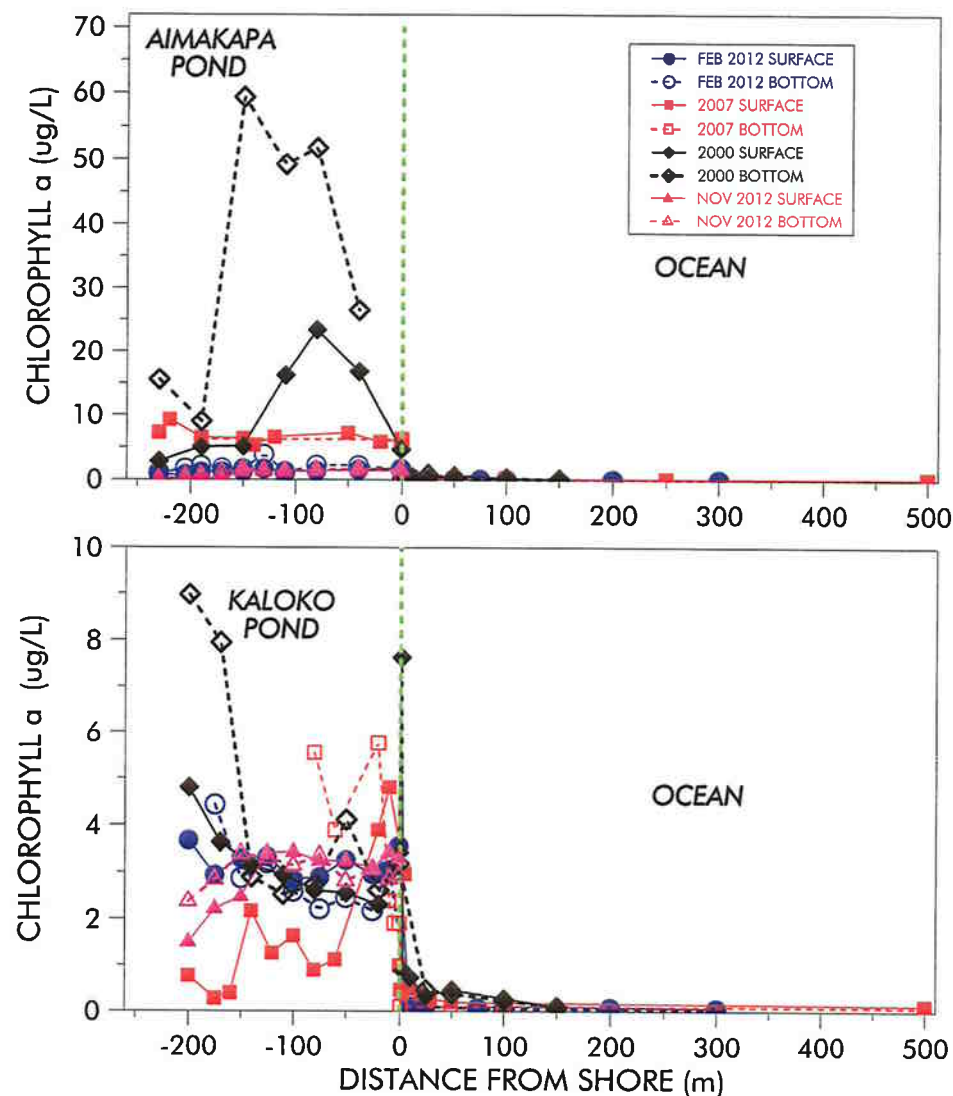 70
60
50
40
30
20
10
0
CHLOROPHYLL a (ug/L)
AIMAKAPA
POND
FEB 2012 SURFACE
FEB 2012 BOTTOM
2007 SURFACE
2007 BOTTOM
2000 SURFACE
2000 BOTTOM
NOV 2012 SURFACE
NOV 2012 BOTTOM
OCEAN
-200 -100 0 100 200 300 400 500
10
8
6
4
2
0
CHLOROPHYLL a (ug/L)
KALOKO
POND
OCEAN
-200 -100 0 100 200 300 400 500
DISTANCE FROM SHORE (m)